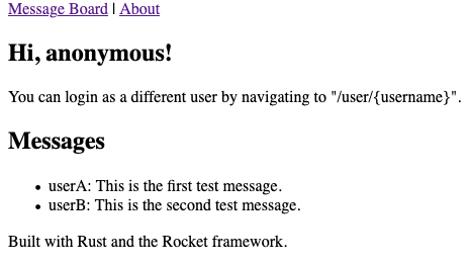 Message Board | About
Hi, anonymous!
You can login as a different user by navigating to "/user/{username}".
Messages
• userA: This is the first test message.
• userB: This is the second test message.
Built with Rust and the Rocket framework.